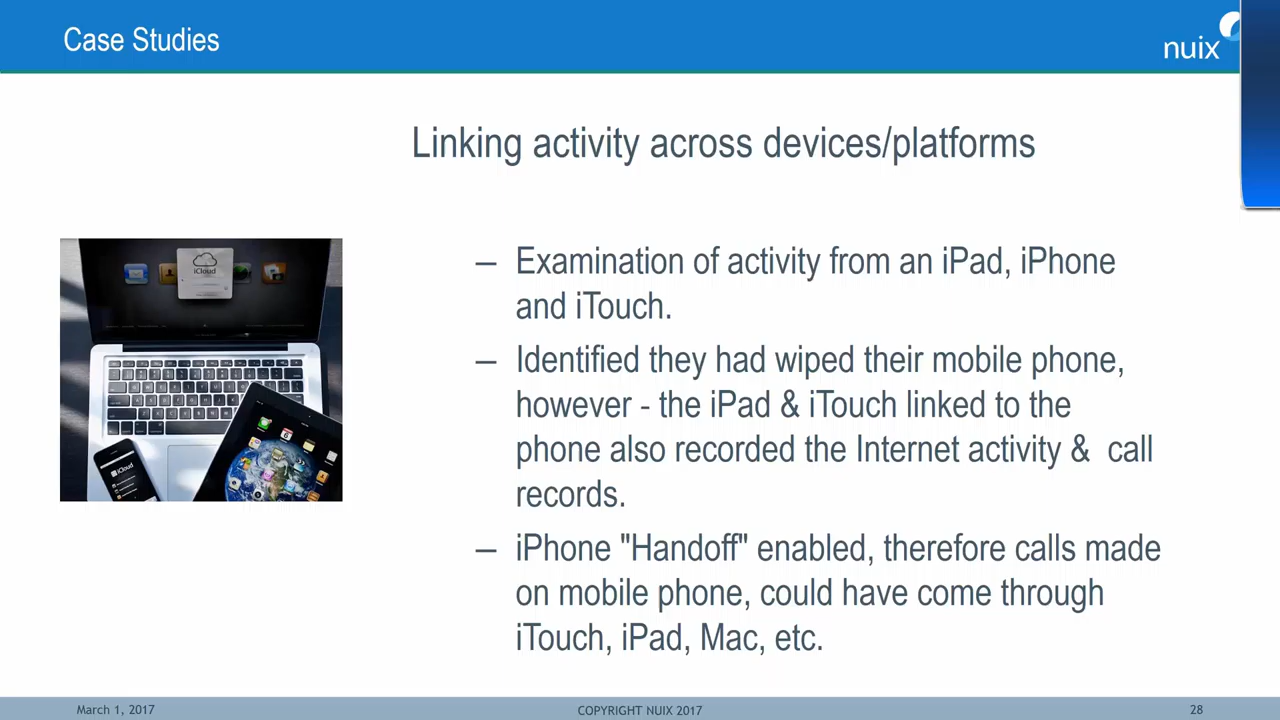 Case Studies
nuix
Linking activity across devices/platforms
iCloud
iCloud
– Examination of activity from an iPad, iPhone
and iTouch.
– Identified they had wiped their mobile phone,
however - the iPad & iTouch linked to the
phone also recorded the Internet activity & call
records.
– iPhone "Handoff" enabled, therefore calls made
on mobile phone, could have come through
iTouch, iPad, Mac, etc.
March 1, 2017
COPYRIGHT NUIX 2017
28